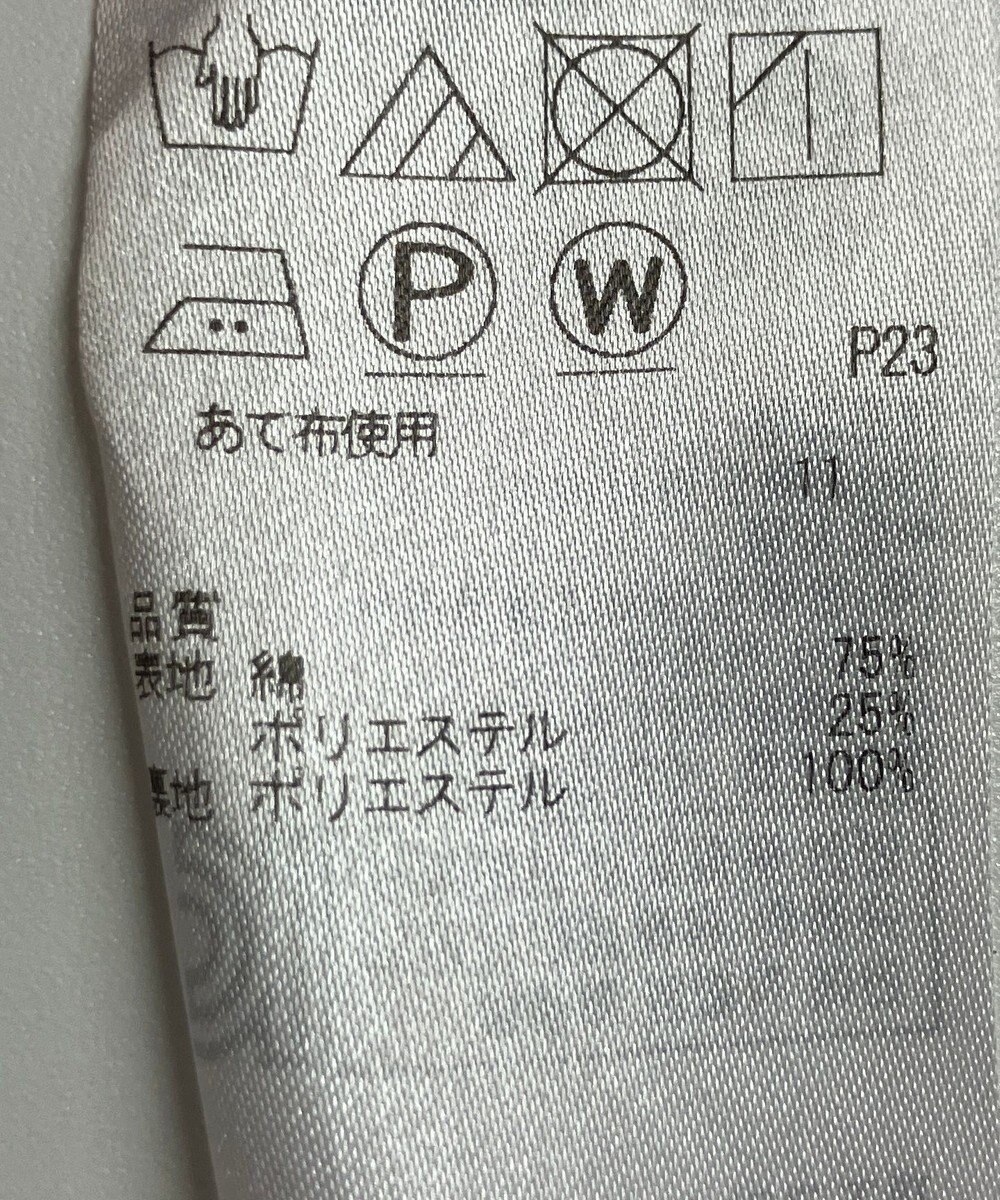 P W
P23
あて布使用
11
品質
表地 綿 75%
ポリエステル 25%
裏地 ポリエステル 100%